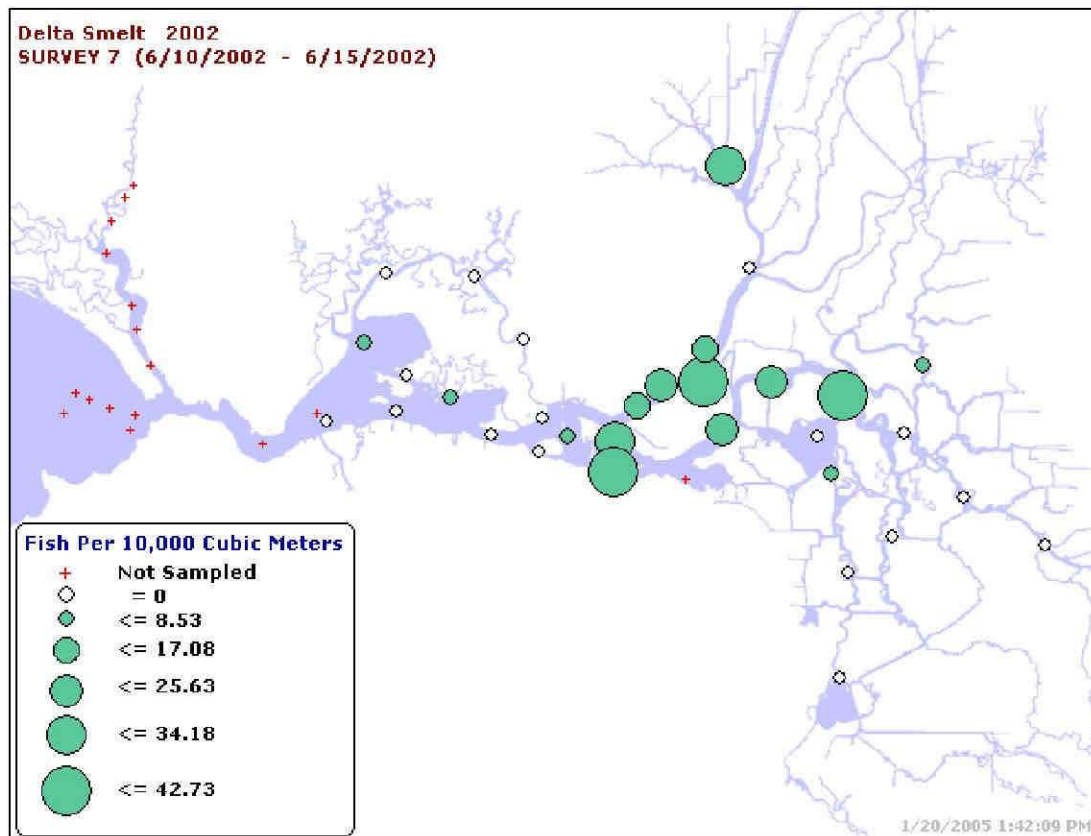 Delta Smelt 2002
SURVEY 7 (6/10/2002 - 6/15/2002)
Fish Per 10,000 Cubic Meters
Not Sampled
= 0
<= 8.53
<= 17.08
<= 25.63
<= 34.18
<= 42.73
1/20/2005 1:42:09 PM